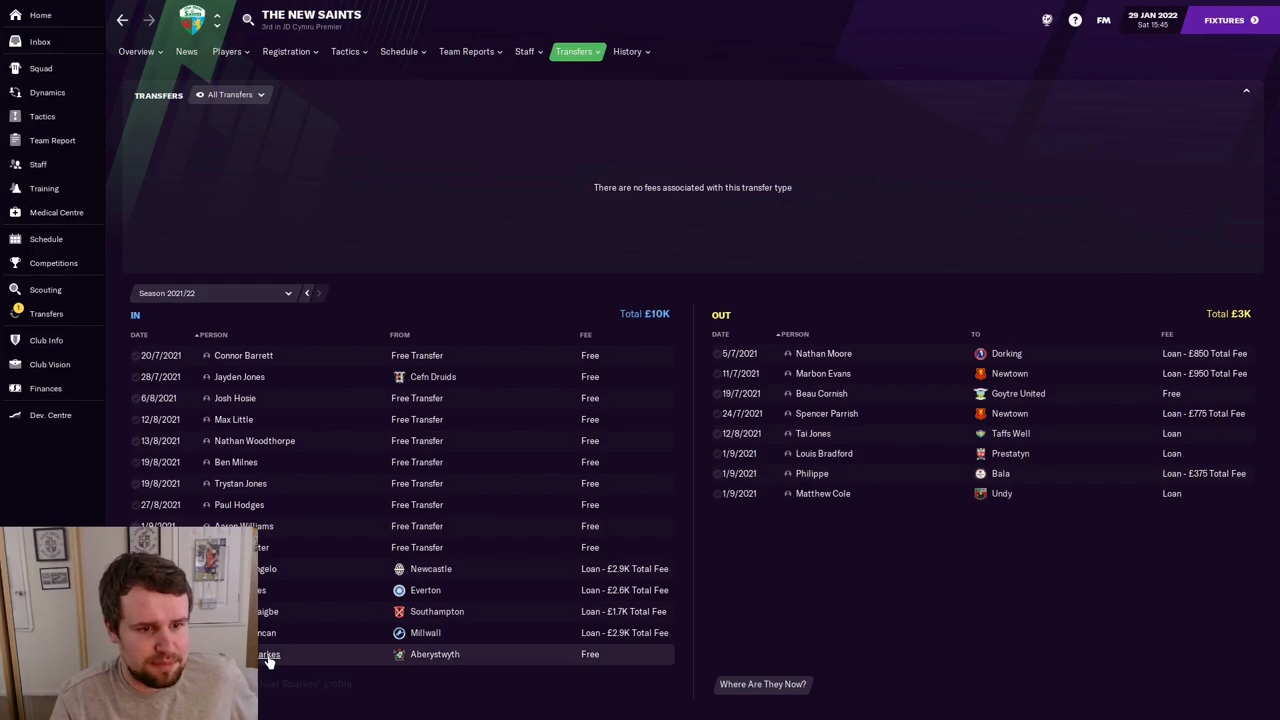 Home
THE NEW SAINTS
3rd in JD Cymru Premier
FM
29 JAN 2022
Sat 15:45
FIXTURES
Inbox
Overview News Players Registration Tactics Schedule Team Reports Staff Transfers History
Squad
Dynamics
Tactics
Team Report
Staff
Training
Medical Centre
Schedule
Competitions
Scouting
1
Transfers
Club Info
Club Vision
Finances
Dev. Centre
TRANSFERS All Transfers
There are no fees associated with this transfer type
Season 2021/22
IN Total £10K
DATE PERSON FROM FEE
20/7/2021 Connor Barrett Free Transfer Free
28/7/2021 Jayden Jones Cefn Druids Free
6/8/2021 Josh Hosie Free Transfer Free
12/8/2021 Max Little Free Transfer Free
13/8/2021 Nathan Woodthorpe Free Transfer Free
19/8/2021 Ben Milnes Free Transfer Free
19/8/2021 Trystan Jones Free Transfer Free
27/8/2021 Paul Hodges Free Transfer Free
1/9/2021 Aaron Williams Free Transfer Free
ter Free Transfer Free
ngelo Newcastle Loan - £2.9K Total Fee
es Everton Loan - £2.6K Total Fee
aigbe Southampton Loan - £1.7K Total Fee
ncan Millwall Loan - £2.9K Total Fee
arkes Aberystwyth Free
Sparkes' profile
OUT Total £3K
DATE PERSON TO FEE
5/7/2021 Nathan Moore Dorking Loan - £850 Total Fee
11/7/2021 Marbon Evans Newtown Loan - £950 Total Fee
19/7/2021 Beau Cornish Goytre United Free
24/7/2021 Spencer Parrish Newtown Loan - £775 Total Fee
12/8/2021 Tai Jones Taffs Well Loan
1/9/2021 Louis Bradford Prestatyn Loan
1/9/2021 Philippe Bala Loan - £375 Total Fee
1/9/2021 Matthew Cole Undy Loan
Where Are They Now?